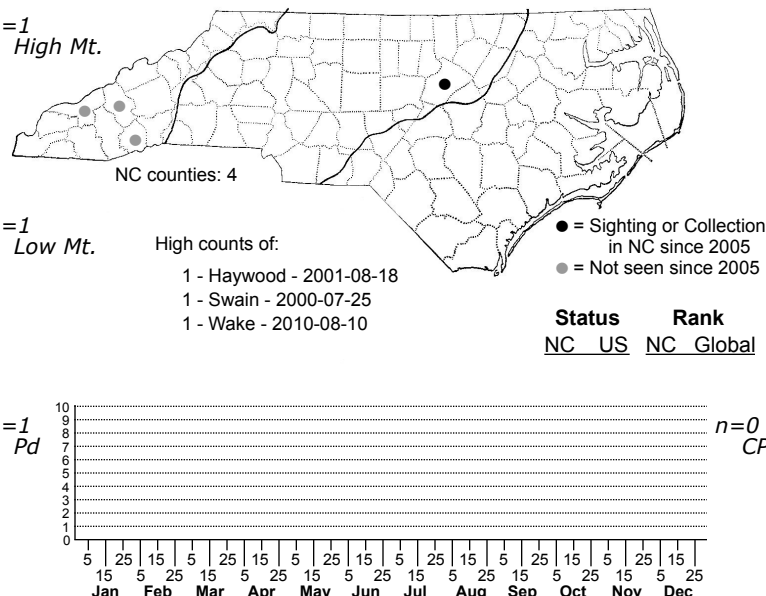 =1
High Mt.
NC counties: 4
=1
Low Mt.
High counts of:
1 - Haywood - 2001-08-18
1 - Swain - 2000-07-25
1 - Wake - 2010-08-10
● = Sighting or Collection
in NC since 2005
● = Not seen since 2005
Status Rank
NC US NC Global
=1
Pd
n=0
CP
10
9
8
7
6
5
4
3
2
1
0
5 25 15 5 25 15 5 25 15 5 25 15 5 25 15 5 25 15
15 5 25 15 5 25 15 5 25 15 5 25 15 5 25 15 5 25
Jan Feb Mar Apr May Jun Jul Aug Sep Oct Nov Dec